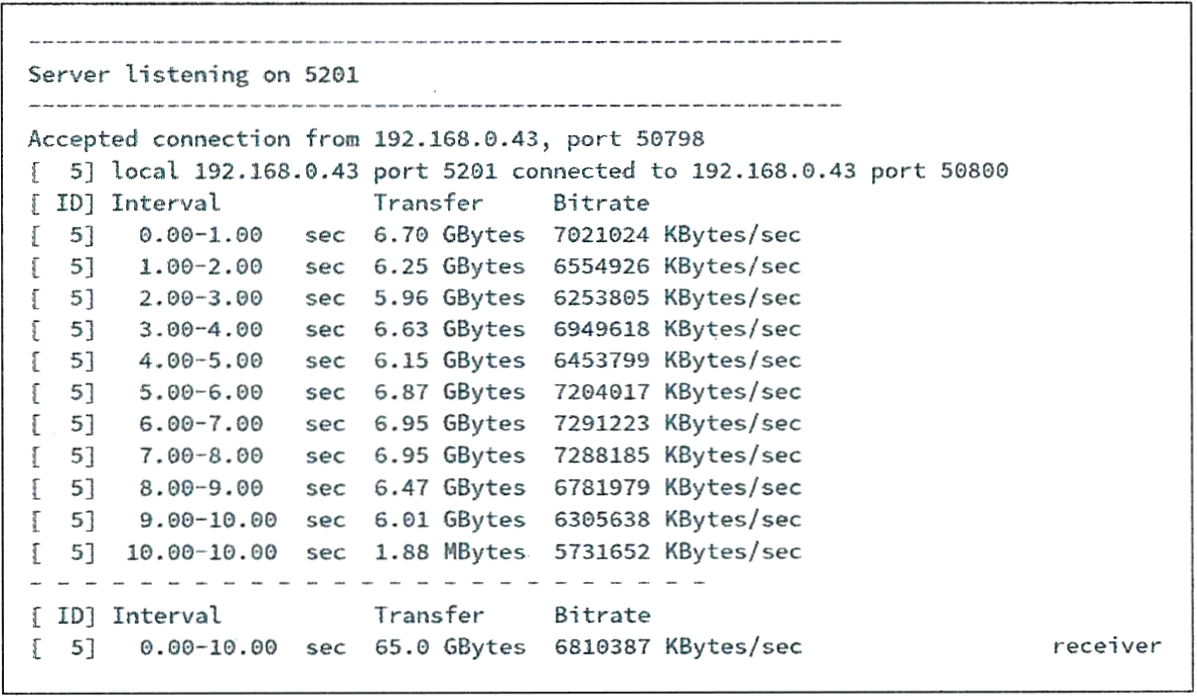 -----------------------------------------------------------
Server listening on 5201
-----------------------------------------------------------
Accepted connection from 192.168.0.43, port 50798
[  5] local 192.168.0.43 port 5201 connected to 192.168.0.43 port 50800
[ ID] Interval           Transfer     Bitrate
[  5]   0.00-1.00   sec  6.70 GBytes  7021024 KBytes/sec
[  5]   1.00-2.00   sec  6.25 GBytes  6554926 KBytes/sec
[  5]   2.00-3.00   sec  5.96 GBytes  6253805 KBytes/sec
[  5]   3.00-4.00   sec  6.63 GBytes  6949618 KBytes/sec
[  5]   4.00-5.00   sec  6.15 GBytes  6453799 KBytes/sec
[  5]   5.00-6.00   sec  6.87 GBytes  7204017 KBytes/sec
[  5]   6.00-7.00   sec  6.95 GBytes  7291223 KBytes/sec
[  5]   7.00-8.00   sec  6.95 GBytes  7288185 KBytes/sec
[  5]   8.00-9.00   sec  6.47 GBytes  6781979 KBytes/sec
[  5]   9.00-10.00  sec  6.01 GBytes  6305638 KBytes/sec
[  5]  10.00-10.00  sec  1.88 MBytes  5731652 KBytes/sec
- - - - - - - - - - - - - - - - - - - - - - - - -
[ ID] Interval           Transfer     Bitrate
[  5]   0.00-10.00  sec  65.0 GBytes  6810387 KBytes/sec                  receiver